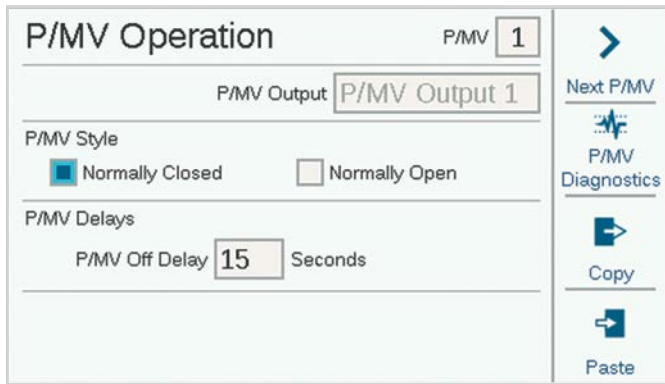 P/MV Operation
P/MV 1
P/MV Output P/MV Output 1
P/MV Style
Normally Closed Normally Open
P/MV Delays
P/MV Off Delay 15 Seconds
Next P/MV
P/MV
Diagnostics
Copy
Paste